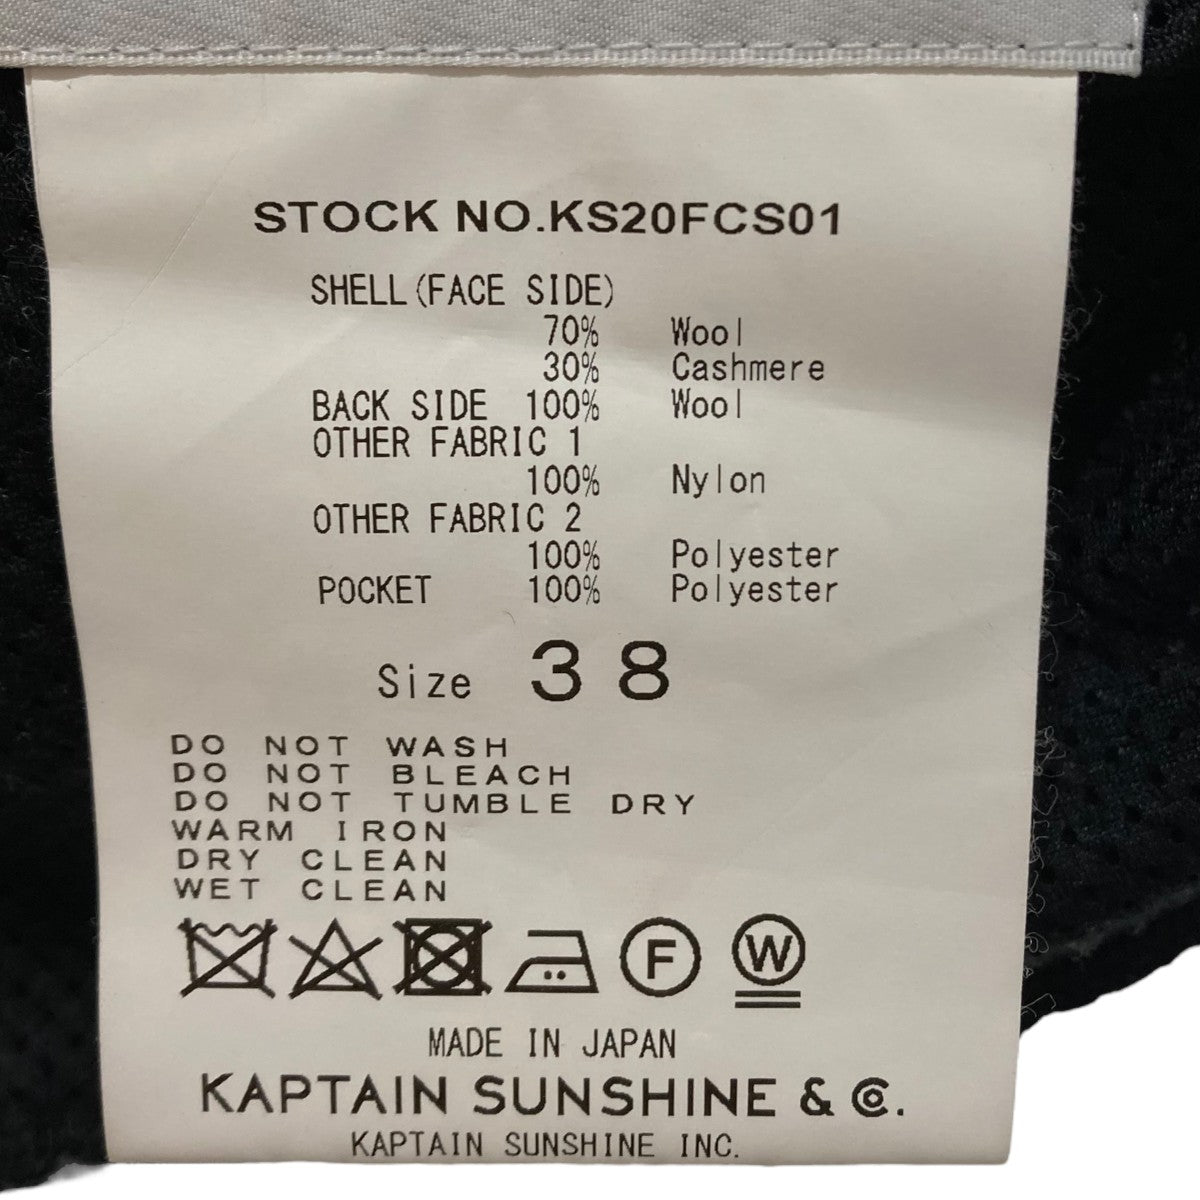 STOCK NO.KS20FCS01
SHELL(FACE SIDE)
70% Wool
30% Cashmere
BACK SIDE 100% Wool
OTHER FABRIC 1
100% Nylon
OTHER FABRIC 2
100% Polyester
POCKET 100% Polyester
Size 38
DO NOT WASH
DO NOT BLEACH
DO NOT TUMBLE DRY
WARM IRON
DRY CLEAN
WET CLEAN
F W
MADE IN JAPAN
KAPTAIN SUNSHINE & Co.
KAPTAIN SUNSHINE INC.